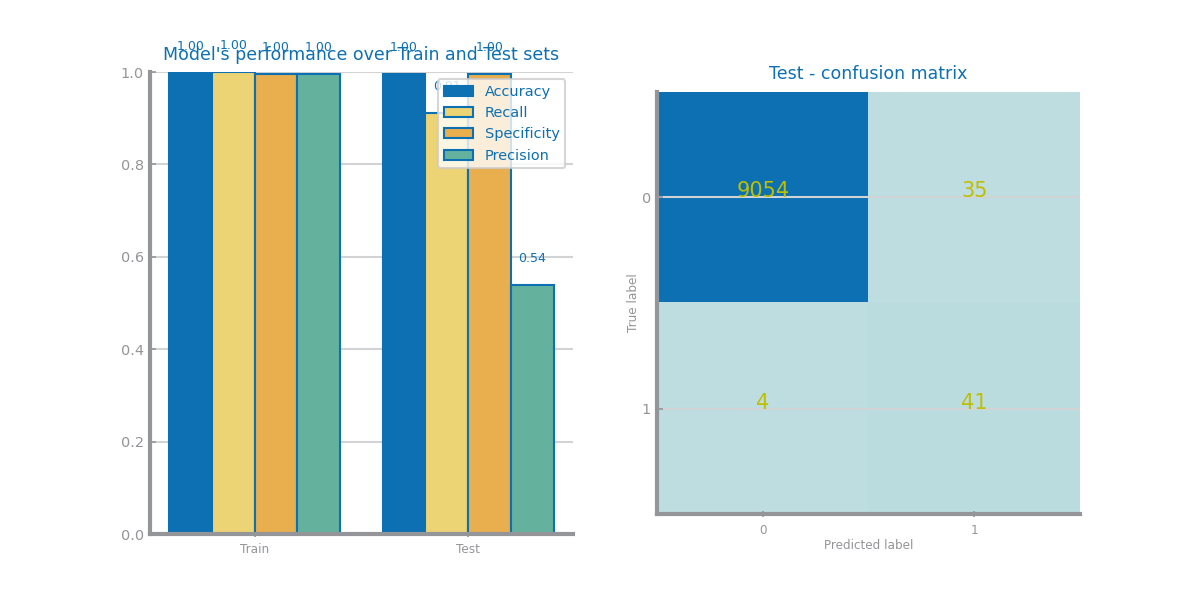 1.00 1.00 1.00 1.00 1.00 1.00
Model's performance over Train and Test sets
1.0
0.8
0.6
0.4
0.2
0.0
0.91
Accuracy
Recall
Specificity
Precision
0.54
Train Test
Test - confusion matrix
True label
0
1
9054 35
4 41
0 1
Predicted label